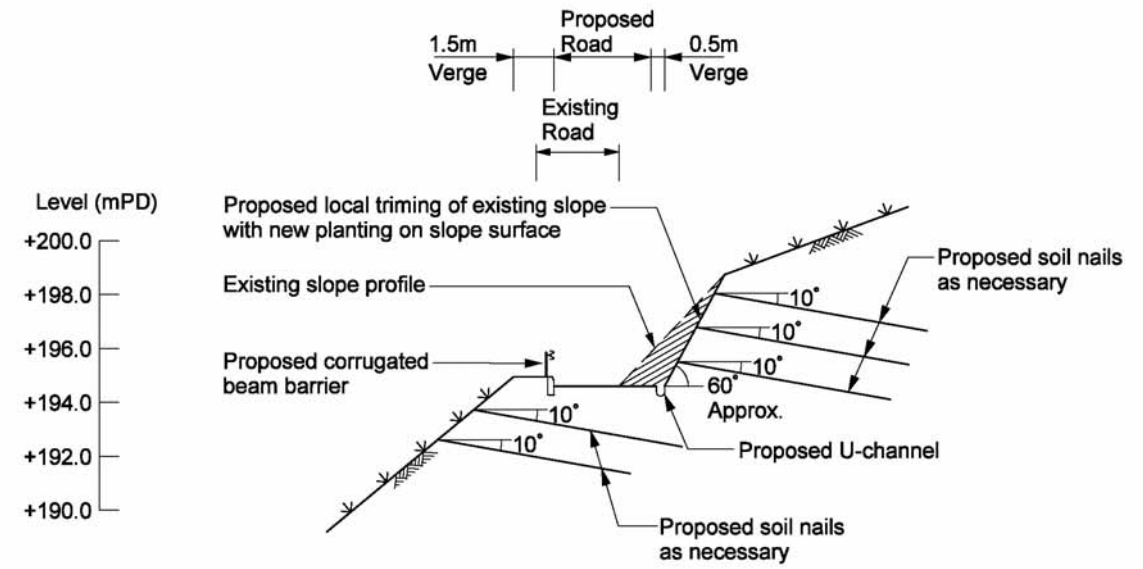 Proposed
Road
1.5m
Verge
0.5m
Verge
Existing
Road
Level (mPD)
+200.0
+198.0
+196.0
+194.0
+192.0
+190.0
Proposed local triming of existing slope
with new planting on slope surface
Existing slope profile
Proposed corrugated
beam barrier
Proposed soil nails
as necessary
10°
10°
10°
60°
Approx.
10°
10°
Proposed U-channel
Proposed soil nails
as necessary